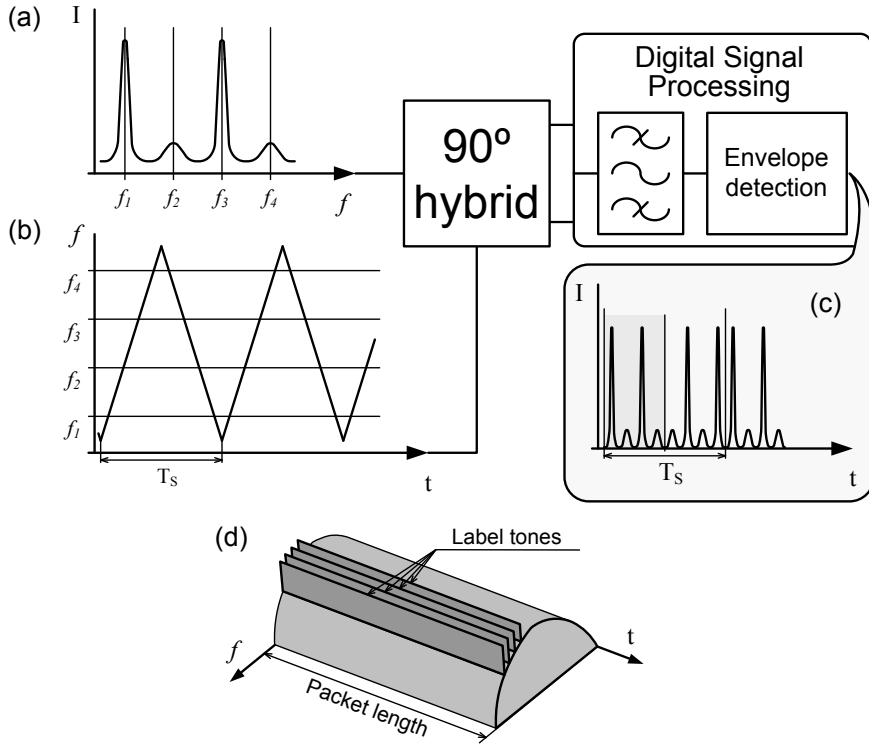 (a)
I
f1
f2
f3
f4
f
(b)
f
f4
f3
f2
f1
TS
t
90º
hybrid
Digital Signal
Processing
Envelope
detection
(c)
I
TS
t
(d)
Label tones
f
t
Packet length